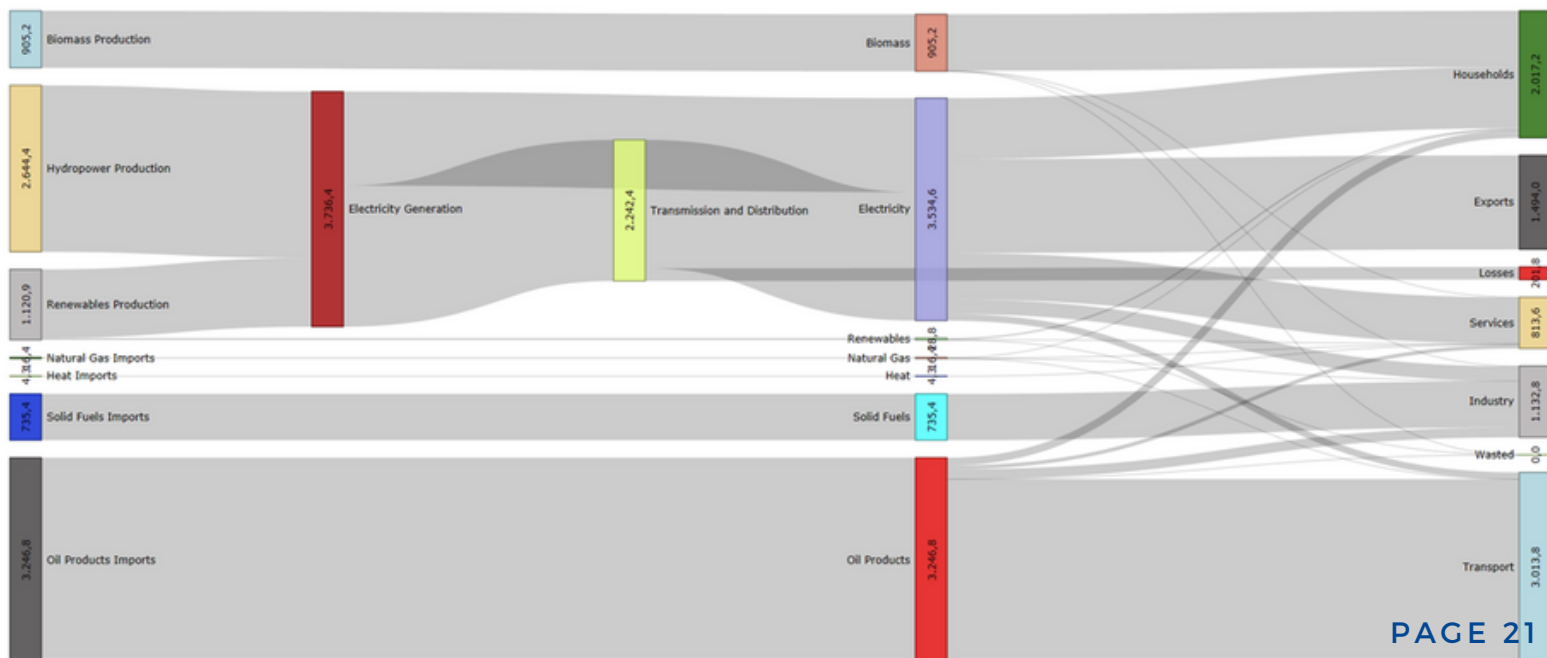 905,2 Biomass Production
2.644,4 Hydropower Production
1.120,9 Renewables Production
Natural Gas Imports
Heat Imports
735,4 Solid Fuels Imports
3.246,8 Oil Products Imports
3.736,4 Electricity Generation
2.242,4 Transmission and Distribution
Biomass 905,2
Electricity 3.534,6
Renewables
Natural Gas
Heat
Solid Fuels 735,4
Oil Products 3.246,8
Households 2.017,2
Exports 1.494,0
Losses 201,8
Services 813,6
Industry 1.132,8
Wasted 0,0
Transport 3.013,8
PAGE 21